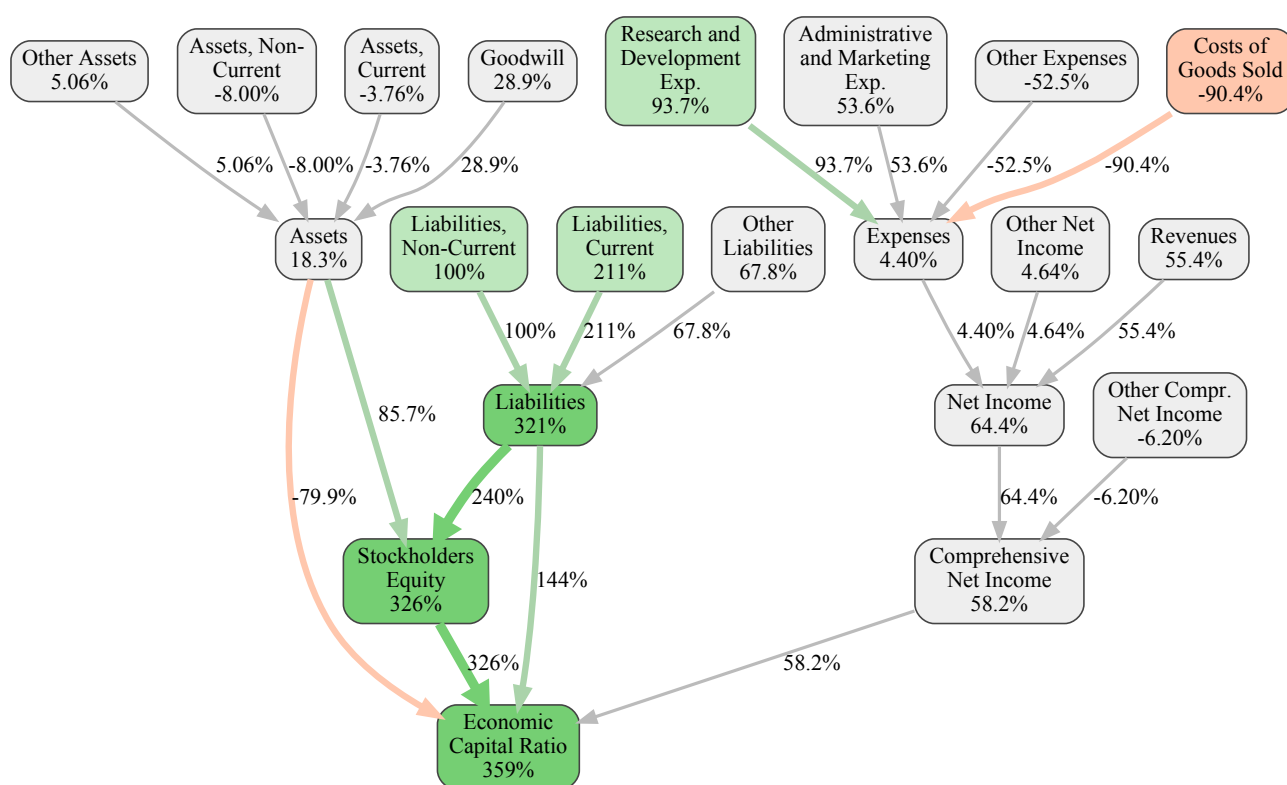 Other Assets
5.06%
Assets, Non-
Current
-8.00%
Assets,
Current
-3.76%
Goodwill
28.9%
Research and
Development
Exp.
93.7%
Administrative
and Marketing
Exp.
53.6%
Other Expenses
-52.5%
Costs of
Goods Sold
-90.4%
5.06%
-8.00%
-3.76%
28.9%
93.7%
53.6%
-52.5%
-90.4%
Assets
18.3%
Liabilities,
Non-Current
100%
Liabilities,
Current
211%
Other
Liabilities
67.8%
Expenses
4.40%
Other Net
Income
4.64%
Revenues
55.4%
100%
211%
67.8%
4.40%
4.64%
55.4%
85.7%
Liabilities
321%
Net Income
64.4%
Other Compr.
Net Income
-6.20%
-79.9%
240%
64.4%
-6.20%
Stockholders
Equity
326%
144%
Comprehensive
Net Income
58.2%
326%
58.2%
Economic
Capital Ratio
359%